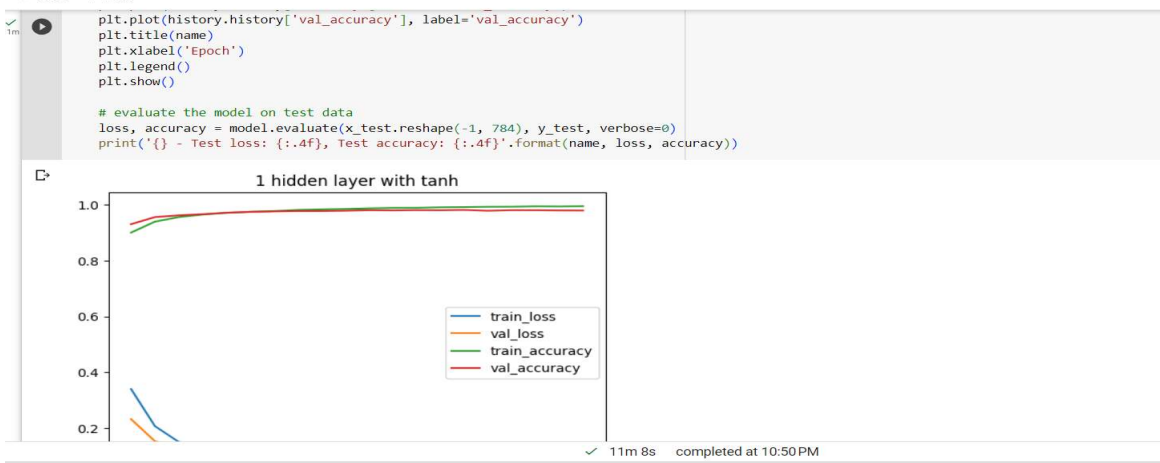 plt.plot(history.history['val_accuracy'], label='val_accuracy')
1m
plt.title(name)
plt.xlabel('Epoch')
plt.legend()
plt.show()
# evaluate the model on test data
loss, accuracy = model.evaluate(x_test.reshape(-1, 784), y_test, verbose=0)
print('{} - Test loss: {:.4f}, Test accuracy: {:.4f}'.format(name, loss, accuracy))
1 hidden layer with tanh
1.0
0.8
0.6
train_loss
val_loss
train_accuracy
val_accuracy
0.4
0.2
11m 8s completed at 10:50 PM